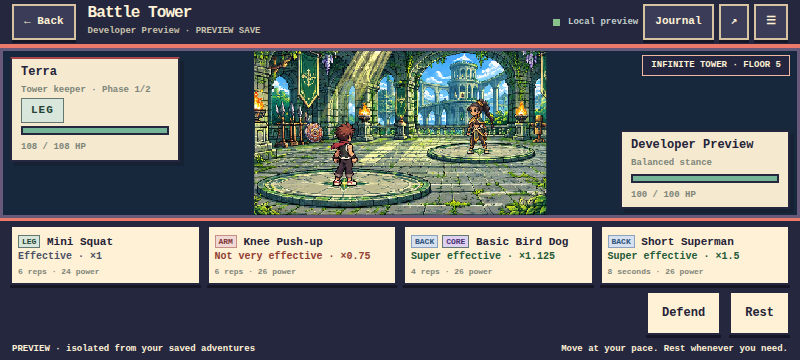 ← Back
Battle Tower
Developer Preview · PREVIEW SAVE
Local preview
Journal
↗
☰
Terra
Tower keeper · Phase 1/2
LEG
108 / 108 HP
INFINITE TOWER · FLOOR 5
Developer Preview
Balanced stance
100 / 100 HP
LEG Mini Squat
Effective · ×1
6 reps · 24 power
ARM Knee Push-up
Not very effective · ×0.75
6 reps · 26 power
BACK CORE Basic Bird Dog
Super effective · ×1.125
4 reps · 26 power
BACK Short Superman
Super effective · ×1.5
8 seconds · 26 power
Defend
Rest
PREVIEW · isolated from your saved adventures
Move at your pace. Rest whenever you need.